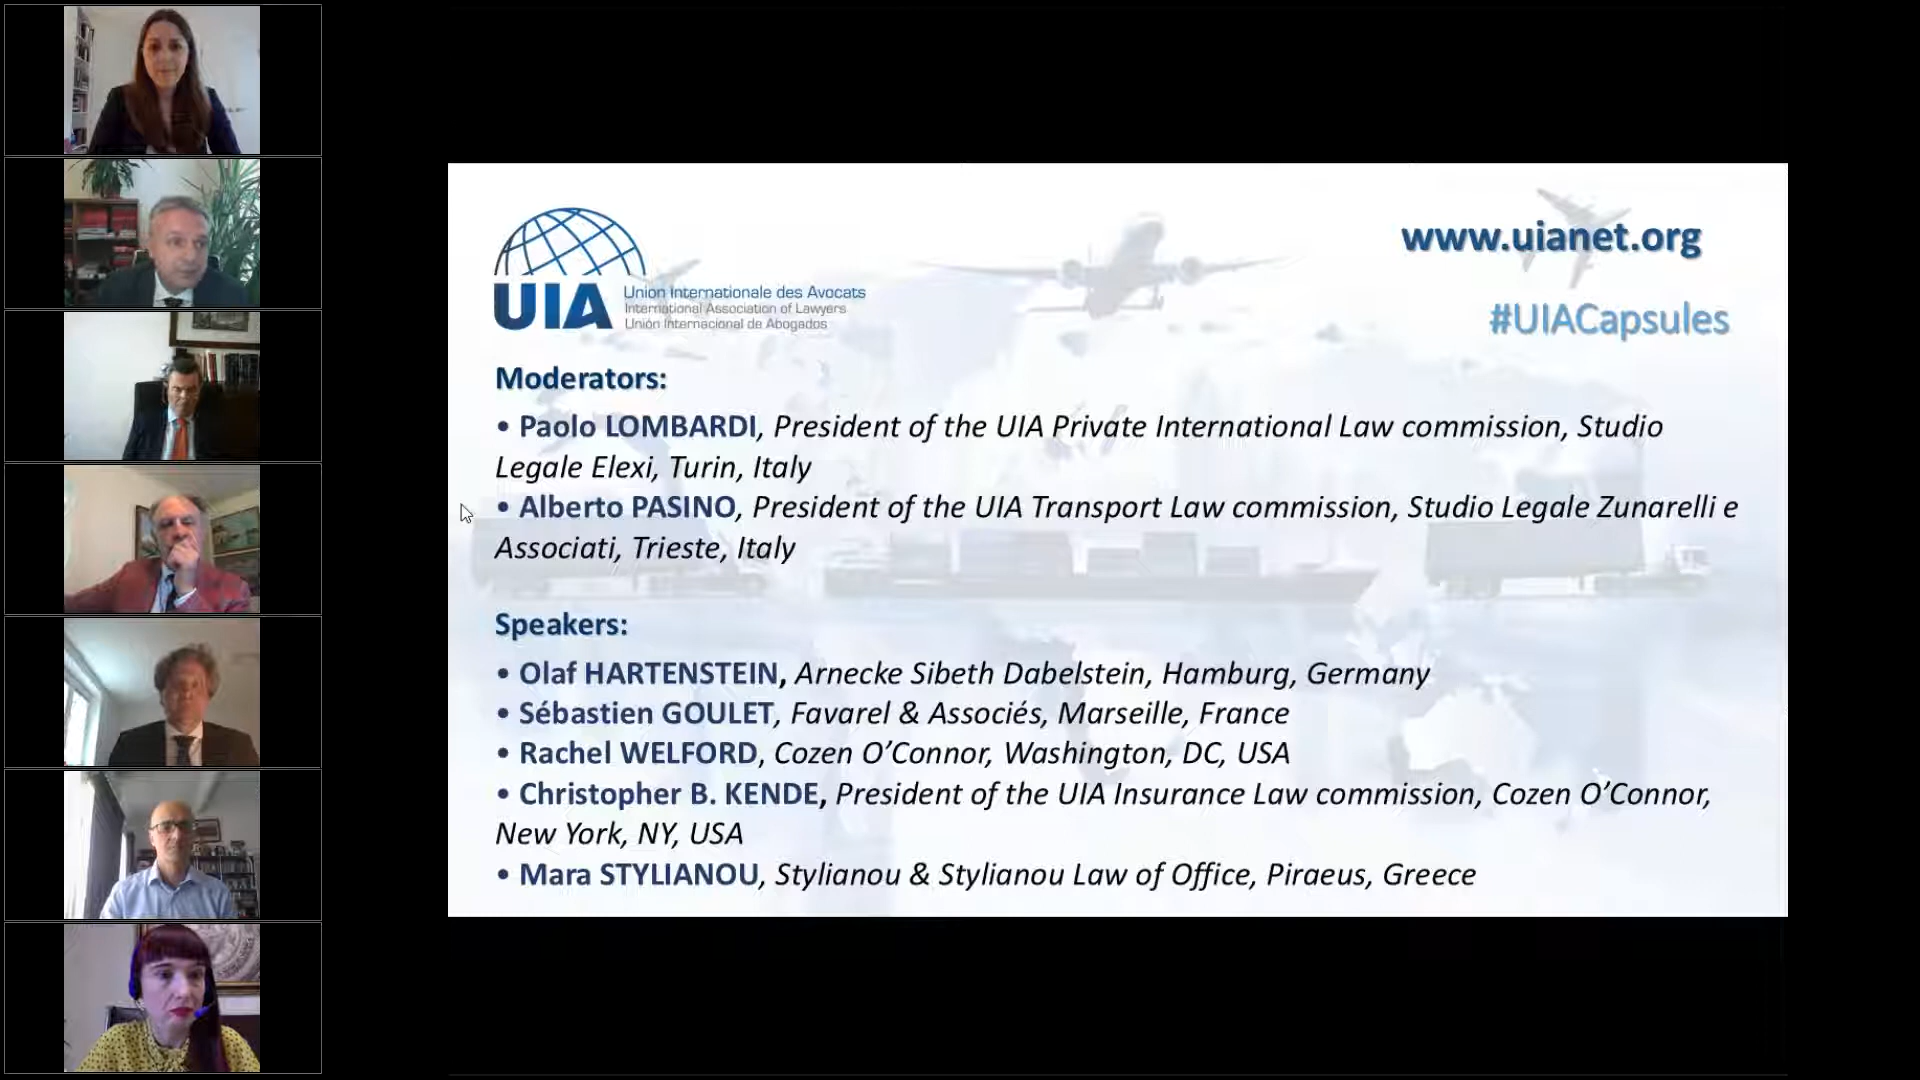 www.uianet.org
UIA
Union Internationale des Avocats
International Association of Lawyers
Unión Internacional de Abogados
#UIACapsules
Moderators:
• Paolo LOMBARDI, President of the UIA Private International Law commission, Studio
Legale Elexi, Turin, Italy
• Alberto PASINO, President of the UIA Transport Law commission, Studio Legale Zunarelli e
Associati, Trieste, Italy
Speakers:
• Olaf HARTENSTEIN, Arnecke Sibeth Dabelstein, Hamburg, Germany
• Sébastien GOULET, Favarel & Associés, Marseille, France
• Rachel WELFORD, Cozen O’Connor, Washington, DC, USA
• Christopher B. KENDE, President of the UIA Insurance Law commission, Cozen O’Connor,
New York, NY, USA
• Mara STYLIANOU, Stylianou & Stylianou Law of Office, Piraeus, Greece